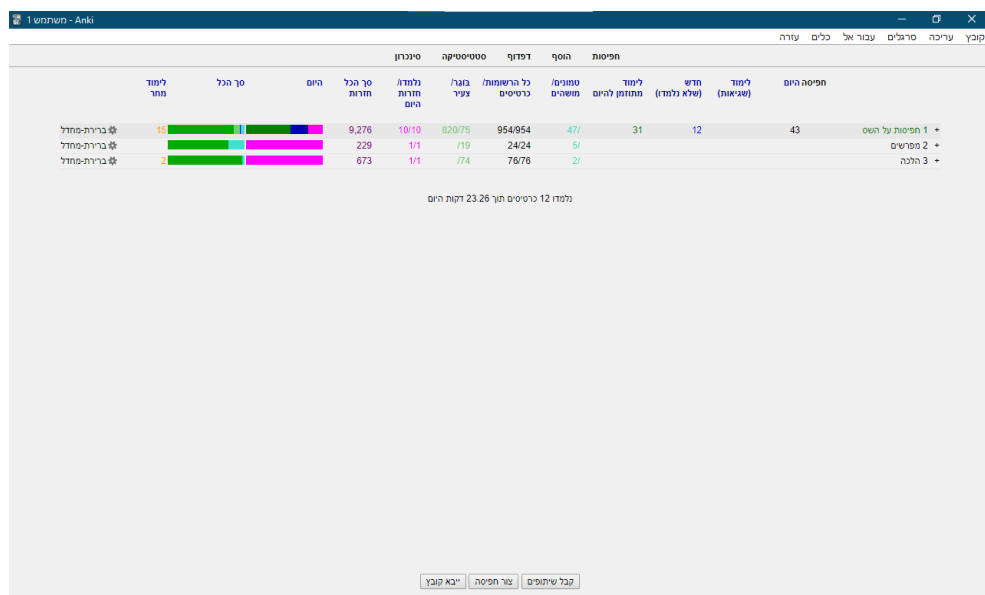 משתמש 1 - Anki
קובץ עריכה סרגלים עבור אל כלים עזרה
חפיסות הוסף דפדוף סטטיסטיקה סינכרון
חפיסה היום לימוד (שגיאות) חדש (שלא נלמדו) לימוד מתוזמן להיום טמונים/ מושהים כל הרשומות/ כרטיסים בוגר/ צעיר נלמדו/ חזרות היום סך הכל חזרות היום סך הכל לימוד מחר
+ 1 חפיסות על השס 43 12 31 47/ 954/954 820/75 10/10 9,276 15 ברירת-מחדל
+ 2 מפרשים 5/ 24/24 /19 1/1 229 ברירת-מחדל
+ 3 הלכה 2/ 76/76 /74 1/1 673 2 ברירת-מחדל
נלמדו 12 כרטיסים תוך 23.26 דקות היום
קבל שיתופים צור חפיסה ייבא קובץ